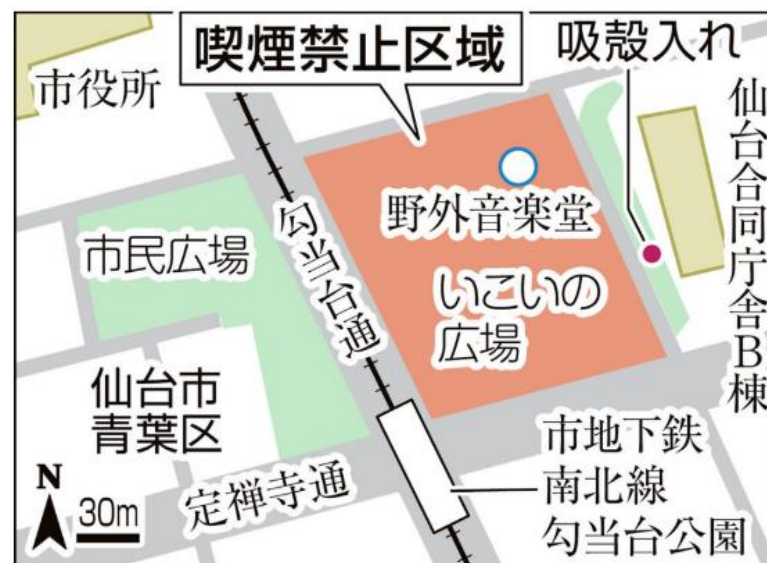 喫煙禁止区域
吸殻入れ
市役所
仙台合同庁舎B棟
野外音楽堂
勾当台通
市民広場
いこいの
広場
仙台市
青葉区
定禅寺通
市地下鉄
南北線
勾当台公園
N
30m